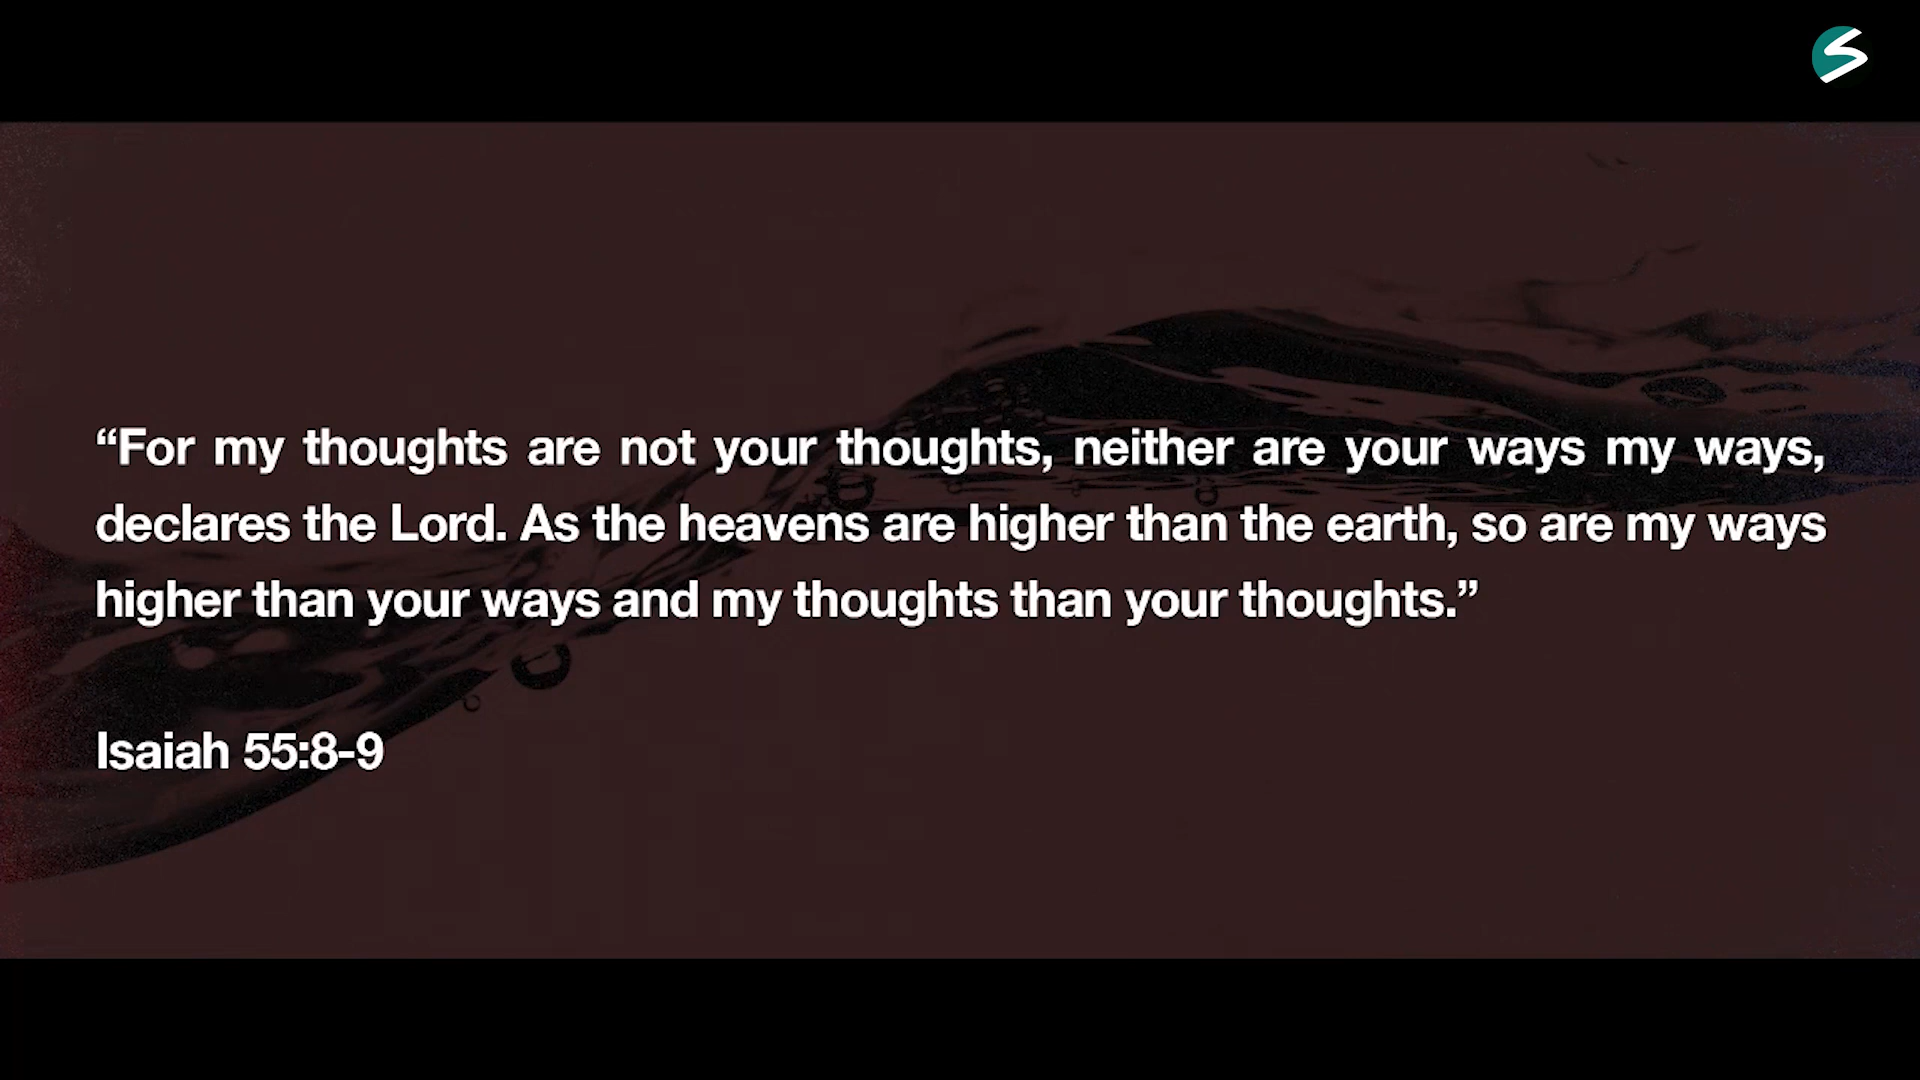 “For my thoughts are not your thoughts, neither are your ways my ways,
declares the Lord. As the heavens are higher than the earth, so are my ways
higher than your ways and my thoughts than your thoughts.”
Isaiah 55:8-9